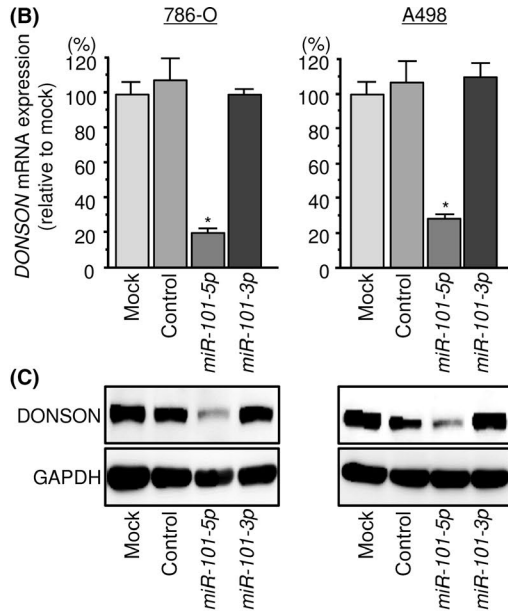 (B)
786-O
A498
(%)
(%)
DONSON mRNA expression
(relative to mock)
120
100
80
60
40
20
0
*
120
100
80
60
40
20
0
*
Mock
Control
miR-101-5p
miR-101-3p
Mock
Control
miR-101-5p
miR-101-3p
(C)
DONSON
GAPDH
Mock
Control
miR-101-5p
miR-101-3p
Mock
Control
miR-101-5p
miR-101-3p